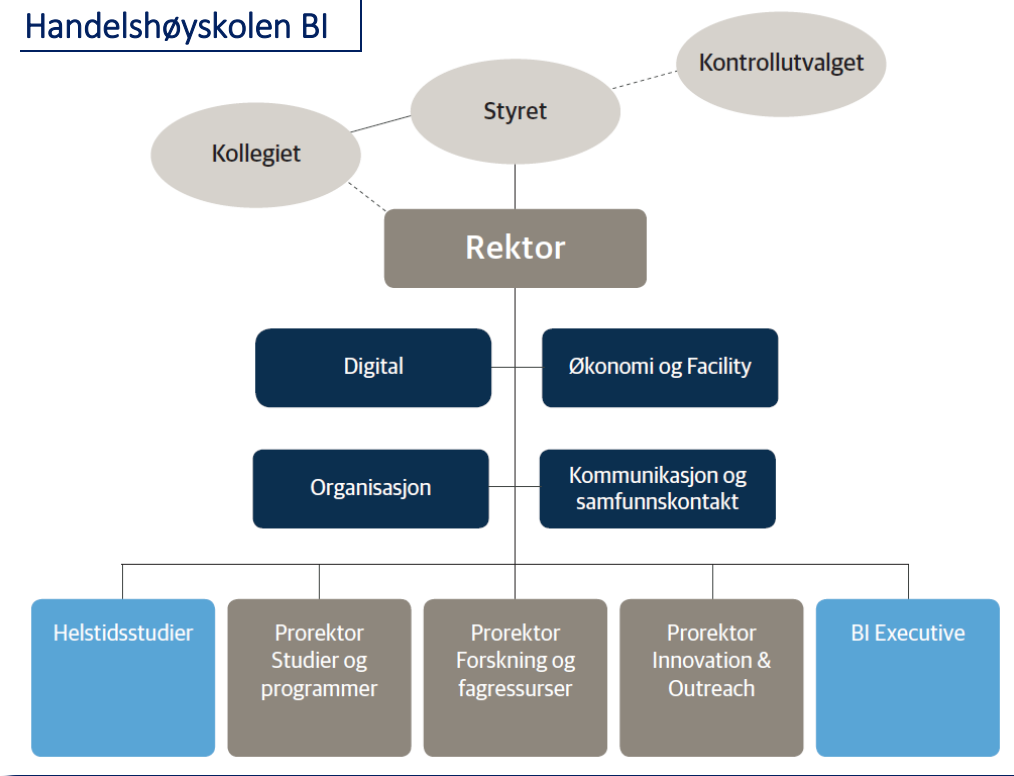 Handelshøyskolen BI
Kontrollutvalget
Styret
Kollegiet
Rektor
Digital
Økonomi og Facility
Organisasjon
Kommunikasjon og
samfunnskontakt
Helstidsstudier
Prorektor
Studier og
programmer
Prorektor
Forskning og
fagressurser
Prorektor
Innovation &
Outreach
BI Executive